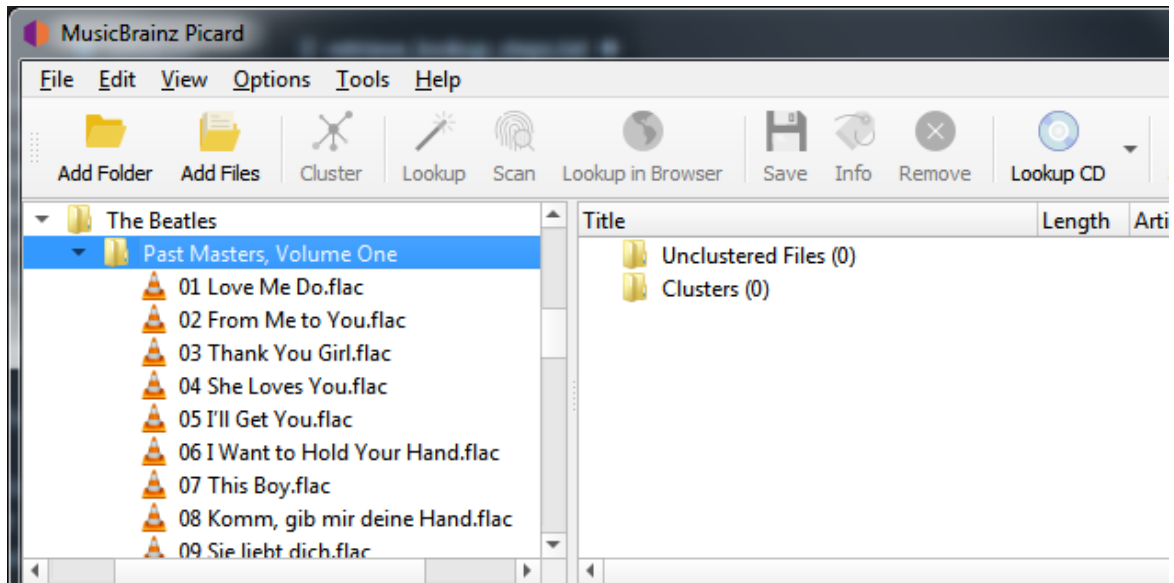 MusicBrainz Picard
File Edit View Options Tools Help
Add Folder Add Files Cluster Lookup Scan Lookup in Browser Save Info Remove Lookup CD
The Beatles
Past Masters, Volume One
01 Love Me Do.flac
02 From Me to You.flac
03 Thank You Girl.flac
04 She Loves You.flac
05 I'll Get You.flac
06 I Want to Hold Your Hand.flac
07 This Boy.flac
08 Komm, gib mir deine Hand.flac
09 Sie liebt dich.flac
Title Length Arti
Unclustered Files (0)
Clusters (0)